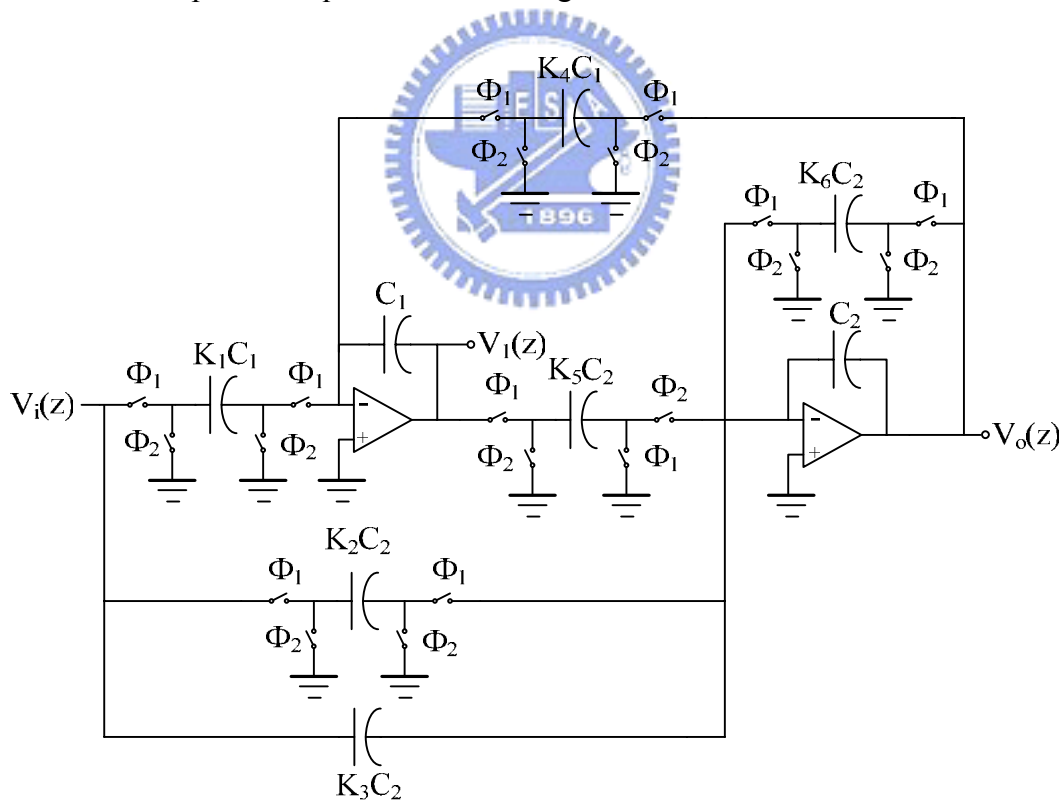 K₄C₁
Φ₁ Φ₁
E S A
Φ₂ Φ₂
K₆C₂
Φ₁ Φ₁
1896
Φ₂ Φ₂
C₁
C₂
K₁C₁
V₁(z)
K₅C₂
Φ₁ Φ₁
Φ₁ Φ₂
Vᵢ(z)
-
-
+
+
Φ₂ Φ₂
Φ₂ Φ₁
Vₒ(z)
K₂C₂
Φ₁ Φ₁
Φ₂ Φ₂
K₃C₂